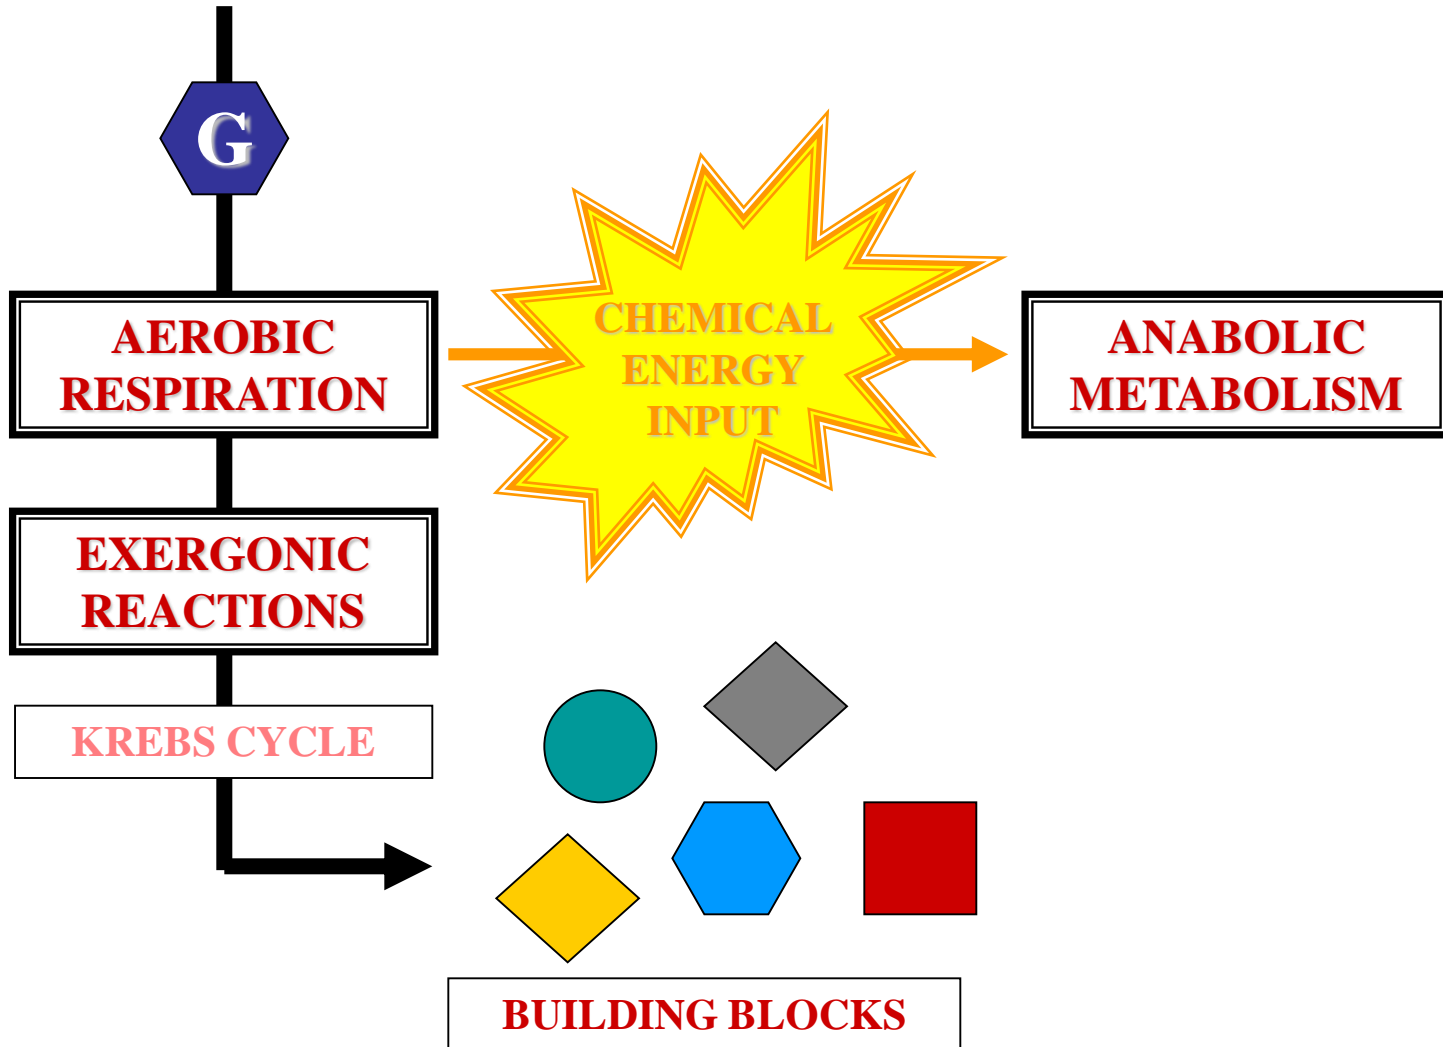 G
AEROBIC
RESPIRATION
CHEMICAL
ENERGY
INPUT
ANABOLIC
METABOLISM
EXERGONIC
REACTIONS
KREBS CYCLE
BUILDING BLOCKS